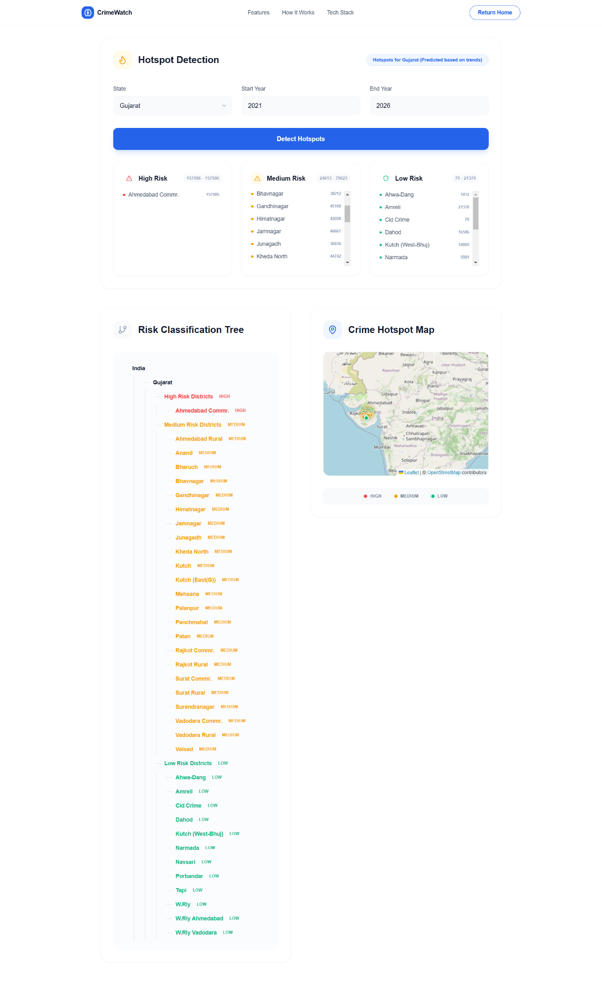 CrimeWatch
Features
How It Works
Tech Stack
Return Home
Hotspot Detection
Hotspots for Gujarat (Predicted based on trends)
State
Start Year
End Year
Gujarat
2021
2026
Detect Hotspots
High Risk
157906 - 157906
Ahmedabad Commr.
157906
Medium Risk
24613 - 79623
Bhavnagar
38212
Gandhinagar
45108
Himatnagar
42698
Jamnagar
40661
Junagadh
36836
Kheda North
44742
Low Risk
79 - 21370
Ahwa-Dang
1812
Amreli
21370
Cid Crime
79
Dahod
16586
Kutch (West-Bhuj)
14869
Narmada
5981
Risk Classification Tree
India
Gujarat
High Risk Districts HIGH
Ahmedabad Commr. HIGH
Medium Risk Districts MEDIUM
Ahmedabad Rural MEDIUM
Anand MEDIUM
Bharuch MEDIUM
Bhavnagar MEDIUM
Gandhinagar MEDIUM
Himatnagar MEDIUM
Jamnagar MEDIUM
Junagadh MEDIUM
Kheda North MEDIUM
Kutch MEDIUM
Kutch (East(G)) MEDIUM
Mehsana MEDIUM
Palanpur MEDIUM
Panchmahal MEDIUM
Patan MEDIUM
Rajkot Commr. MEDIUM
Rajkot Rural MEDIUM
Surat Commr. MEDIUM
Surat Rural MEDIUM
Surendranagar MEDIUM
Vadodara Commr. MEDIUM
Vadodara Rural MEDIUM
Valsad MEDIUM
Low Risk Districts LOW
Ahwa-Dang LOW
Amreli LOW
Cid Crime LOW
Dahod LOW
Kutch (West-Bhuj) LOW
Narmada LOW
Navsari LOW
Porbandar LOW
Tapi LOW
W.Rly LOW
W.Rly Ahmedabad LOW
W.Rly Vadodara LOW
Crime Hotspot Map
Bikaner
Rewari
Bareilly
سکھر
Jaipur
Agra
Uttar Pradesh
Rajasthan
Kanpur
سنده
حیدرآباد
Kota
Jhansi
Prayagraj
کراچی
Udaipur
Madhya
Pradesh
Ahmedabad
Bhopal
Jabalpur
Indore
India
Surat
Amravati
Chhattisgarh
Nashik
Chhatrapati
Sambhajinagar
Mumbai
Maharashtra
Telangana
Visakhapatnar
Solapur
Leaflet | © OpenStreetMap contributors
HIGH
MEDIUM
LOW